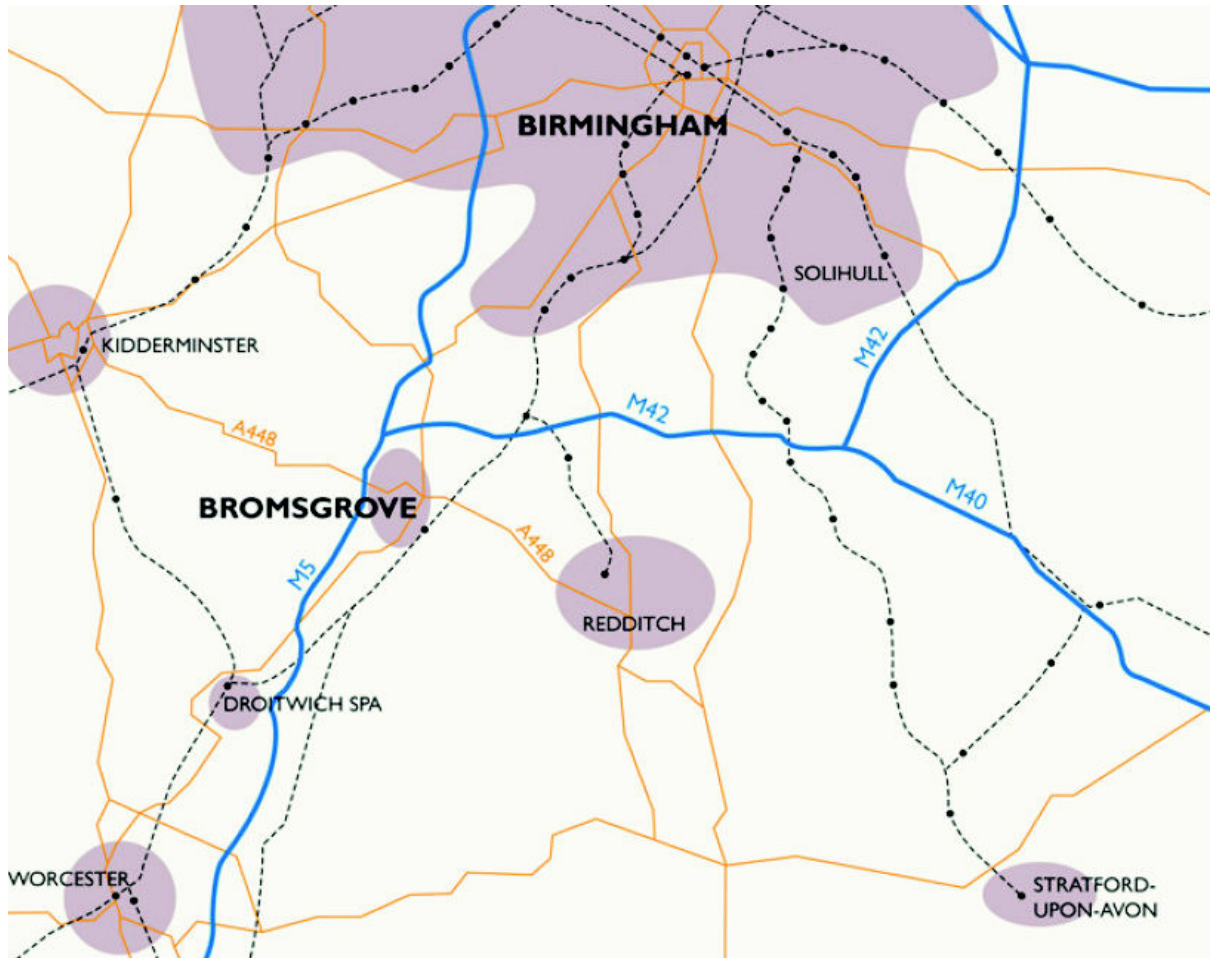 BIRMINGHAM
SOLIHULL
KIDDERMINSTER
M42
M42
A448
M40
BROMSGROVE
A448
M5
REDDITCH
DROITWICH SPA
WORCESTER
STRATFORD-
UPON-AVON